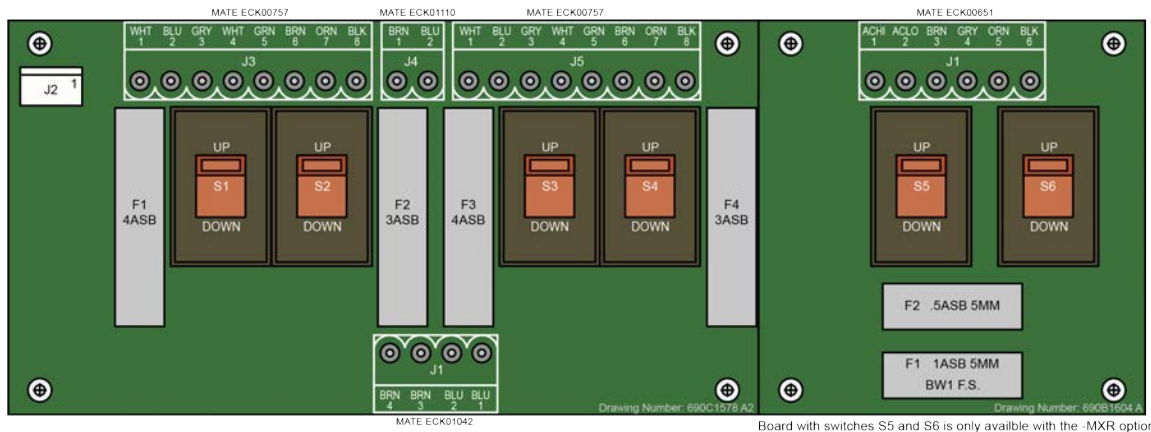 MATE ECK00757
MATE ECK01110
MATE ECK00757
MATE ECK00651
WHT BLU GRY WHT GRN BRN ORN BLK
1 2 3 4 5 6 7 8
J3
BRN BLU
1 2
J4
WHT BLU GRY WHT GRN BRN ORN BLK
1 2 3 4 5 6 7 8
J5
ACHI ACLO BRN GRY ORN BLK
1 2 3 4 5 6
J1
J2 1
F1
4ASB
UP
S1
DOWN
UP
S2
DOWN
F2
3ASB
F3
4ASB
UP
S3
DOWN
UP
S4
DOWN
F4
3ASB
UP
S5
DOWN
UP
S6
DOWN
F2 .5ASB 5MM
F1 1ASB 5MM
BW1 F.S.
J1
BRN BRN BLU BLU
4 3 2 1
MATE ECK01042
Drawing Number: 690C1578 A2
Drawing Number: 690B1604 A
Board with switches S5 and S6 is only availble with the -MXR option